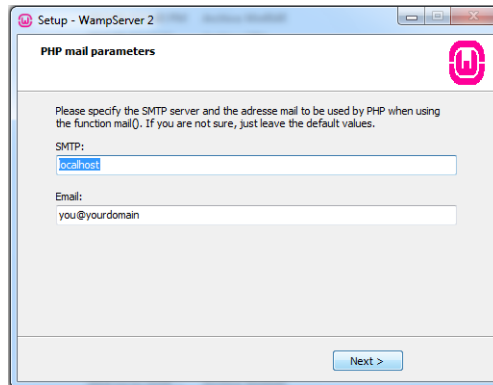 Setup - WampServer 2
PHP mail parameters
Please specify the SMTP server and the adresse mail to be used by PHP when using
the function mail(). If you are not sure, just leave the default values.
SMTP:
localhost
Email:
you@yourdomain
Next >